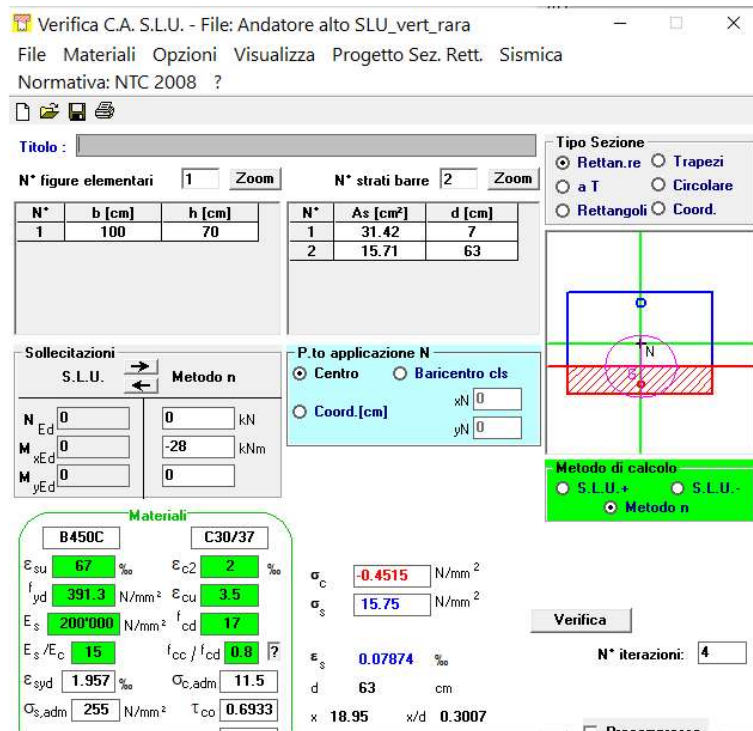 Verifica C.A. S.L.U. - File: Andatore alto SLU_vert_rara
File Materiali Opzioni Visualizza Progetto Sez. Rett. Sismica
Normativa: NTC 2008 ?
Titolo :
N* figure elementari 1 Zoom
N* strati barre 2 Zoom
N* b [cm] h [cm]
1 100 70
N* As [cm²] d [cm]
1 31.42 7
2 15.71 63
Tipo Sezione
Rettan.re Trapezi
a T Circolare
Rettangoli Coord.
N
Sollecitazioni
S.L.U. Metodo n
N Ed 0 0 kN
M xEd 0 -28 kNm
M yEd 0 0
P.to applicazione N
Centro Baricentro cls
Coord.[cm] xN 0
yN 0
Metodo di calcolo
S.L.U.+ S.L.U.-
Metodo n
Materiali
B450C C30/37
εsu 67 ‰ εc2 2 ‰
fyd 391.3 N/mm² εcu 3.5
Es 200'000 N/mm² fcd 17
Es/Ec 15 fcc / fcd 0.8 ?
εsyd 1.957 ‰ σc,adm 11.5
σs,adm 255 N/mm² τco 0.6933
σc -0.4515 N/mm²
σs 15.75 N/mm²
εs 0.07874 ‰
d 63 cm
x 18.95 x/d 0.3007
Verifica
N* iterazioni: 4